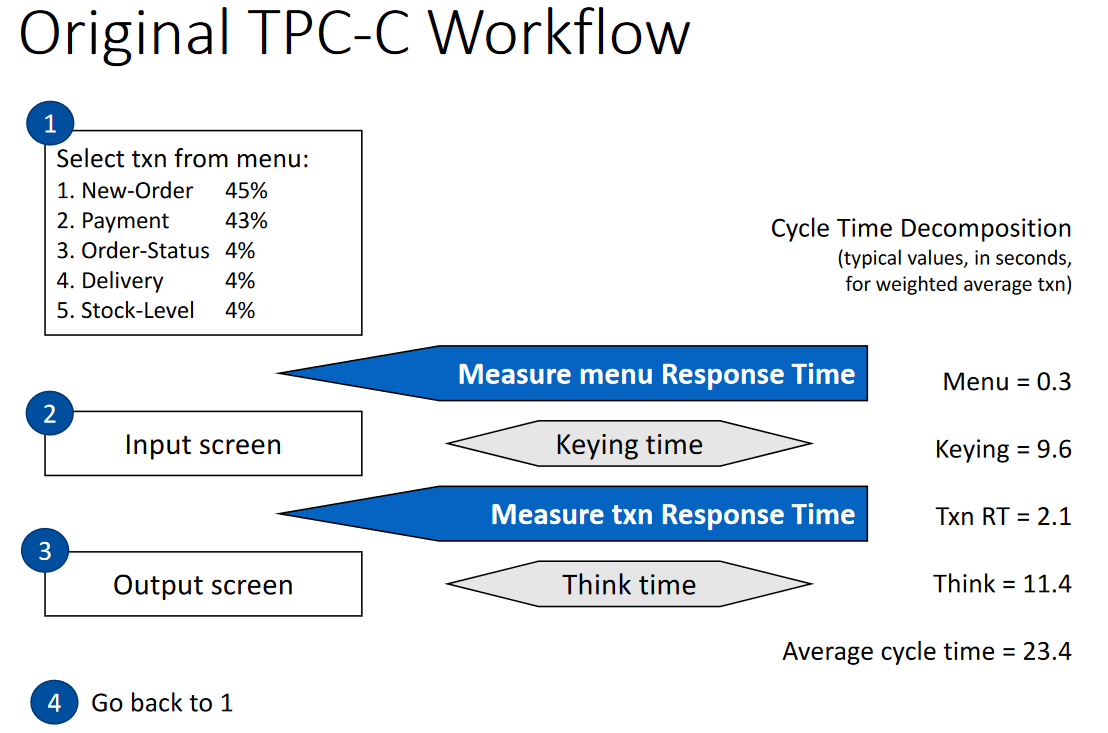 Original TPC-C Workflow
1
Select txn from menu:
1. New-Order 45%
2. Payment 43%
3. Order-Status 4%
4. Delivery 4%
5. Stock-Level 4%
Cycle Time Decomposition
(typical values, in seconds,
for weighted average txn)
Measure menu Response Time
Menu = 0.3
2
Input screen
Keying time
Keying = 9.6
Measure txn Response Time
Txn RT = 2.1
3
Output screen
Think time
Think = 11.4
Average cycle time = 23.4
4
Go back to 1